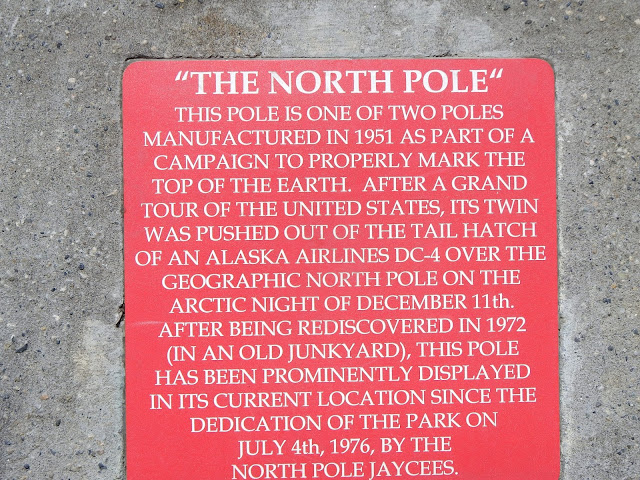 “THE NORTH POLE“
THIS POLE IS ONE OF TWO POLES
MANUFACTURED IN 1951 AS PART OF A
CAMPAIGN TO PROPERLY MARK THE
TOP OF THE EARTH. AFTER A GRAND
TOUR OF THE UNITED STATES, ITS TWIN
WAS PUSHED OUT OF THE TAIL HATCH
OF AN ALASKA AIRLINES DC-4 OVER THE
GEOGRAPHIC NORTH POLE ON THE
ARCTIC NIGHT OF DECEMBER 11th.
AFTER BEING REDISCOVERED IN 1972
(IN AN OLD JUNKYARD), THIS POLE
HAS BEEN PROMINENTLY DISPLAYED
IN ITS CURRENT LOCATION SINCE THE
DEDICATION OF THE PARK ON
JULY 4th, 1976, BY THE
NORTH POLE JAYCEES.